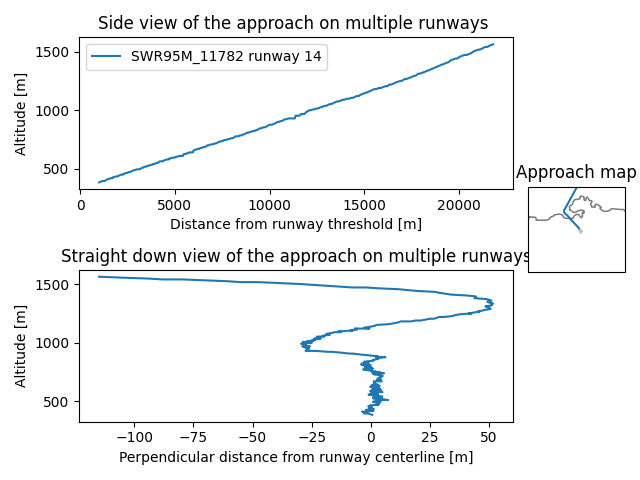 Side view of the approach on multiple runways
1500
1000
500
Altitude [m]
SWR95M_11782 runway 14
0
5000
10000
15000
20000
Distance from runway threshold [m]
Approach map
Straight down view of the approach on multiple runways
1500
1000
500
Altitude [m]
−100
−75
−50
−25
0
25
50
Perpendicular distance from runway centerline [m]